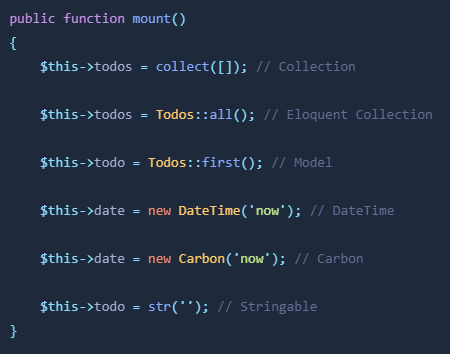 public function mount()
{
    $this->todos = collect([]); // Collection
    $this->todos = Todos::all(); // Eloquent Collection
    $this->todo = Todos::first(); // Model
    $this->date = new DateTime('now'); // DateTime
    $this->date = new Carbon('now'); // Carbon
    $this->todo = str(''); // Stringable
}